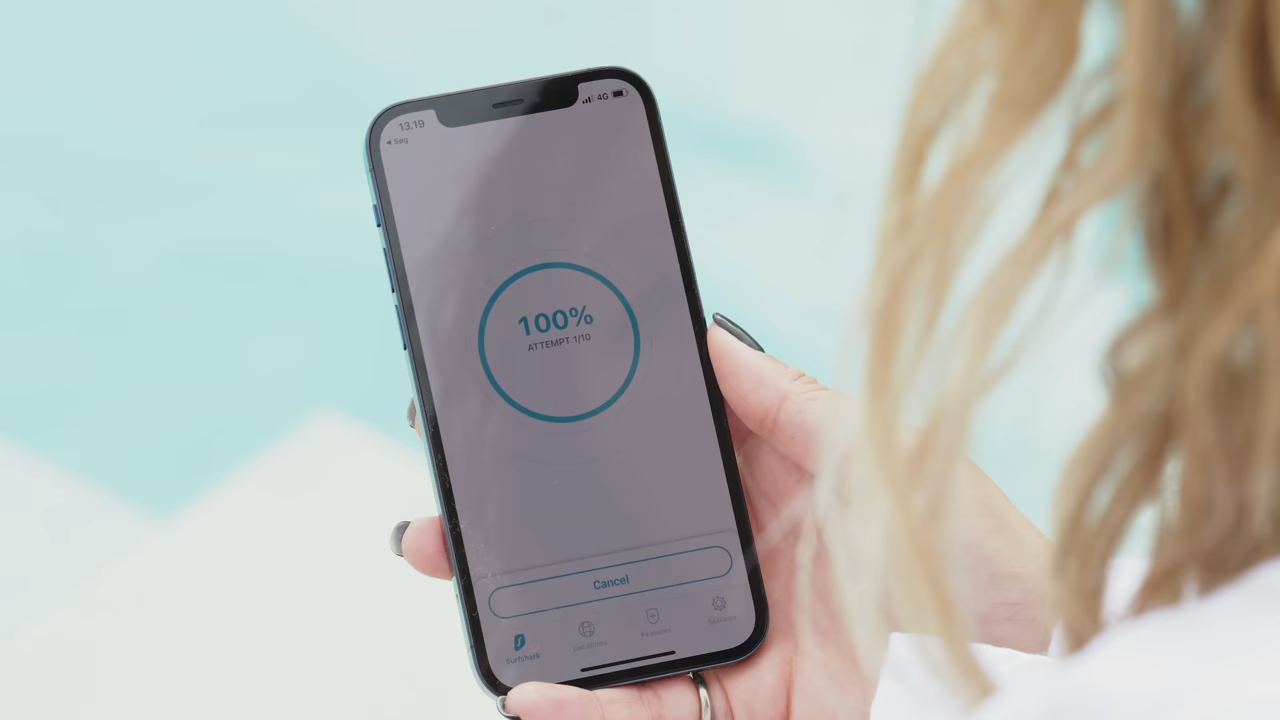 13.19
4G
◀ Søg
100%
ATTEMPT 1/10
Cancel
Surfshark
Locations
Features
Settings